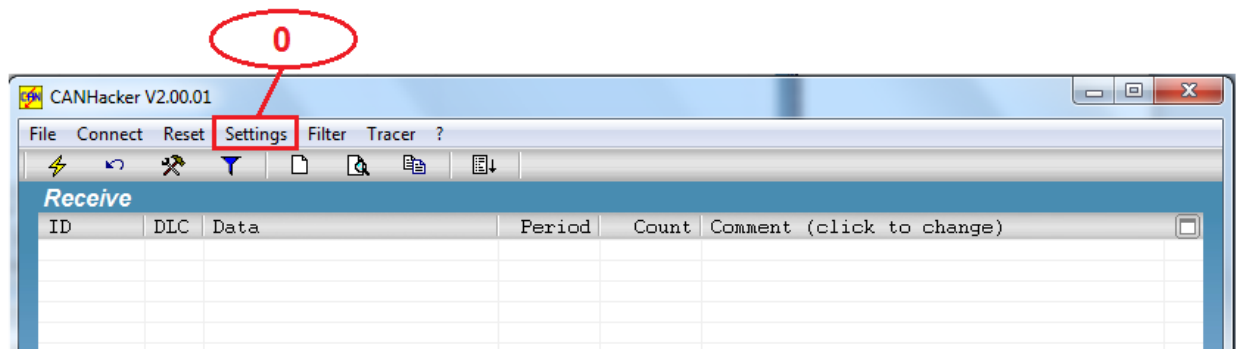 0
CANHacker V2.00.01
File Connect Reset Settings Filter Tracer ?
Receive
ID DLC Data Period Count Comment (click to change)